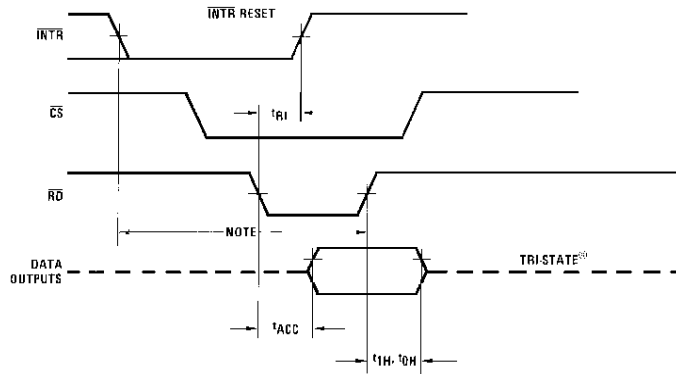 INTR RESET
INTR
CS
tRI
RD
NOTE
DATA
OUTPUTS
TRI-STATE®
tACC
t1H, t0H